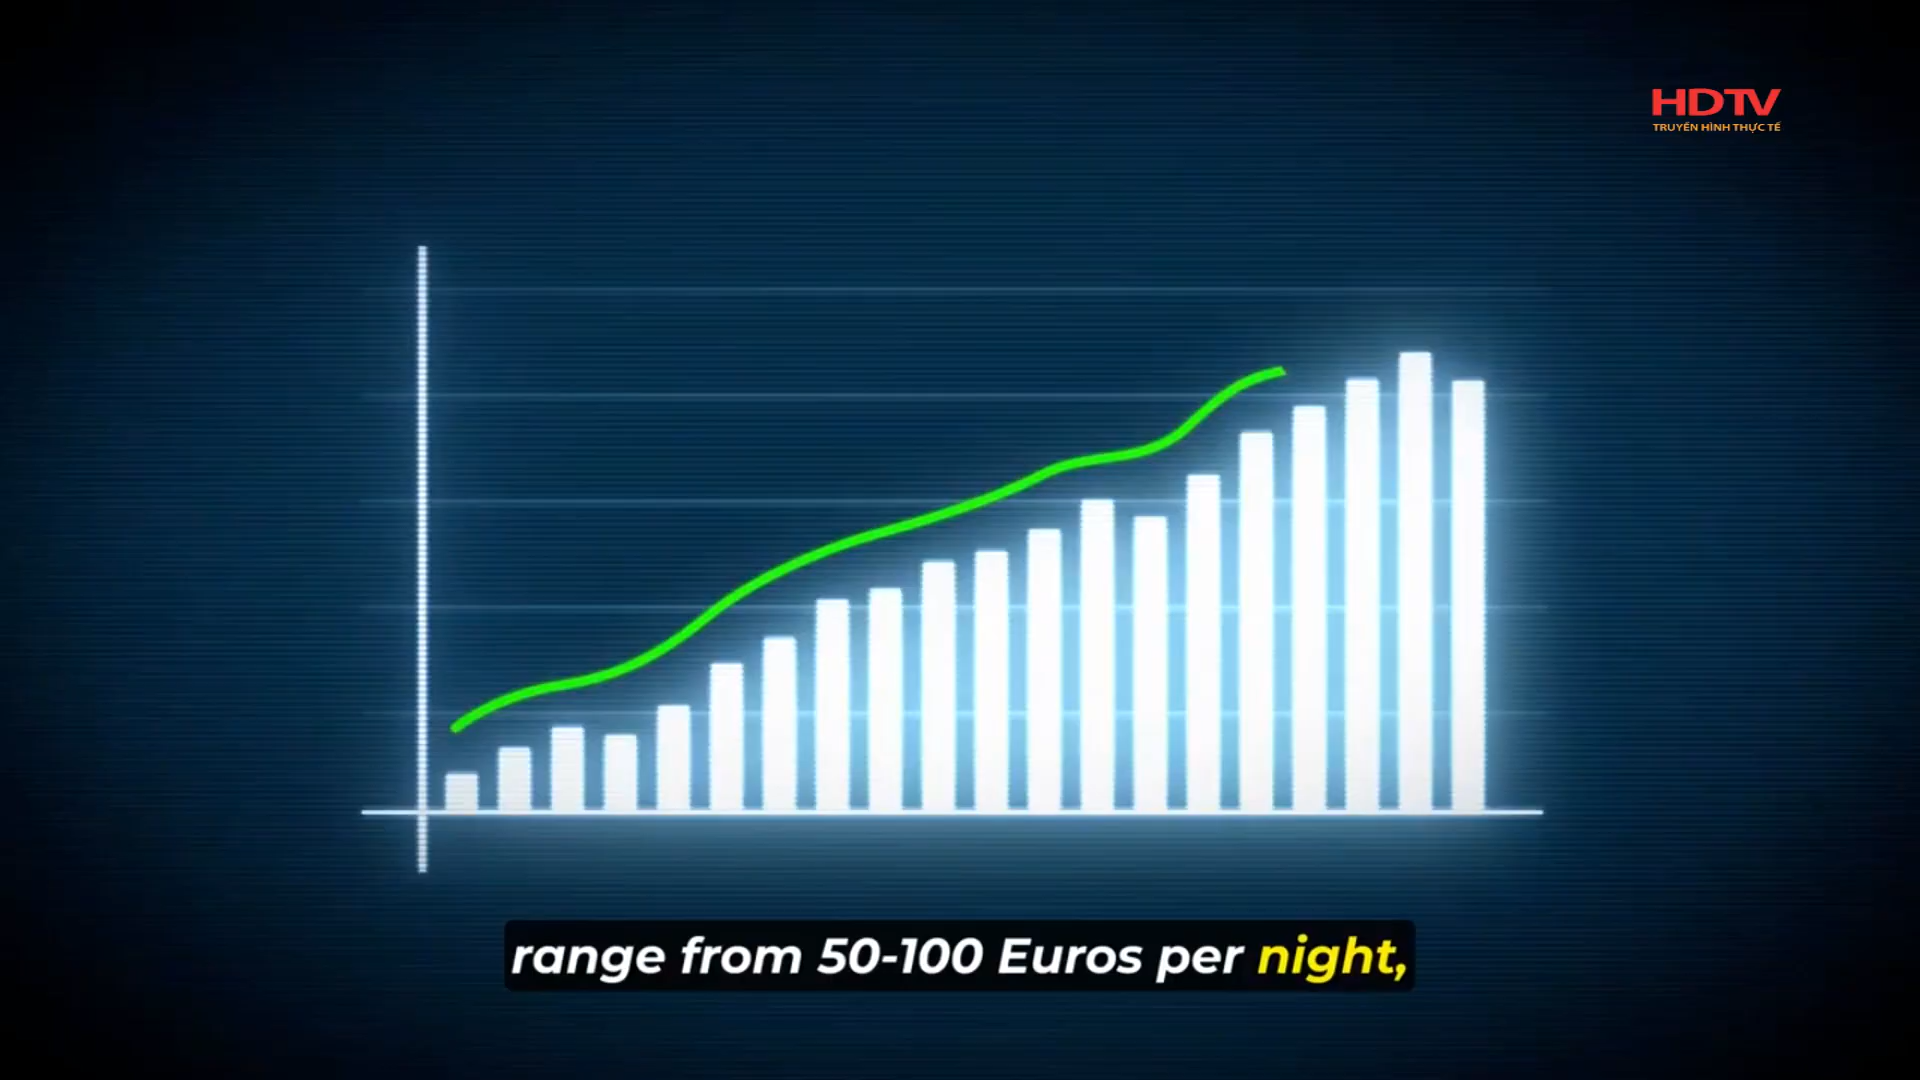 HDTV
TRUYỀN HÌNH THỰC TẾ
range from 50-100 Euros per night,